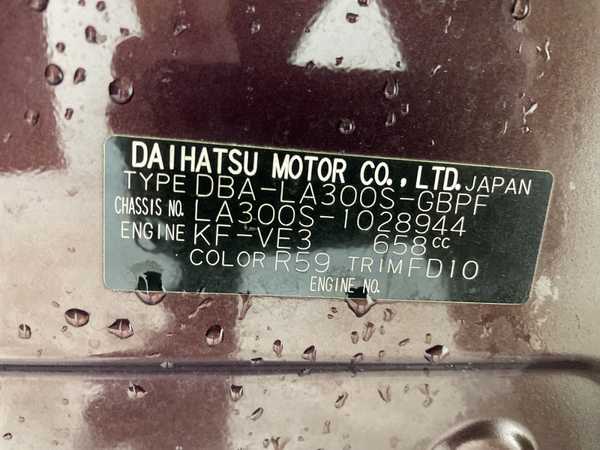 DAIHATSU MOTOR CO., LTD. JAPAN
TYPE DBA-LA300S-GBPF
CHASSIS NO. LA300S-1028944
ENGINE KF-VE3 658cc
COLOR R59 TRIM FD10
ENGINE NO.